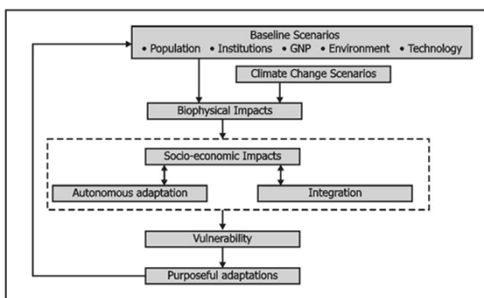 Baseline Scenarios
• Population • Institutions • GNP • Environment • Technology
Climate Change Scenarios
Biophysical Impacts
Socio-economic Impacts
Autonomous adaptation
Integration
Vulnerability
Purposeful adaptations